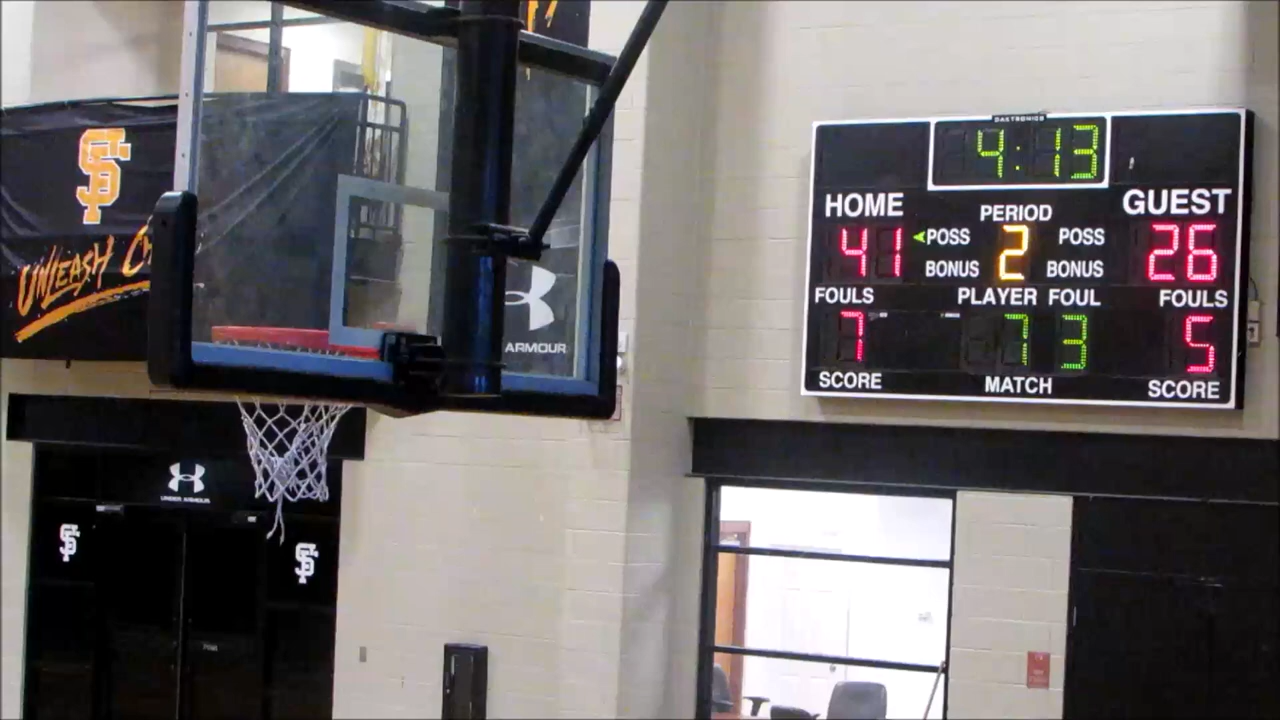 SF
UNLEASH
ARMOUR
UNDER ARMOUR
SF
SF
DAKTRONICS
4:13
HOME
PERIOD
GUEST
41
POSS
2
POSS
26
BONUS
BONUS
FOULS
PLAYER FOUL
FOULS
7
7
3
5
SCORE
MATCH
SCORE